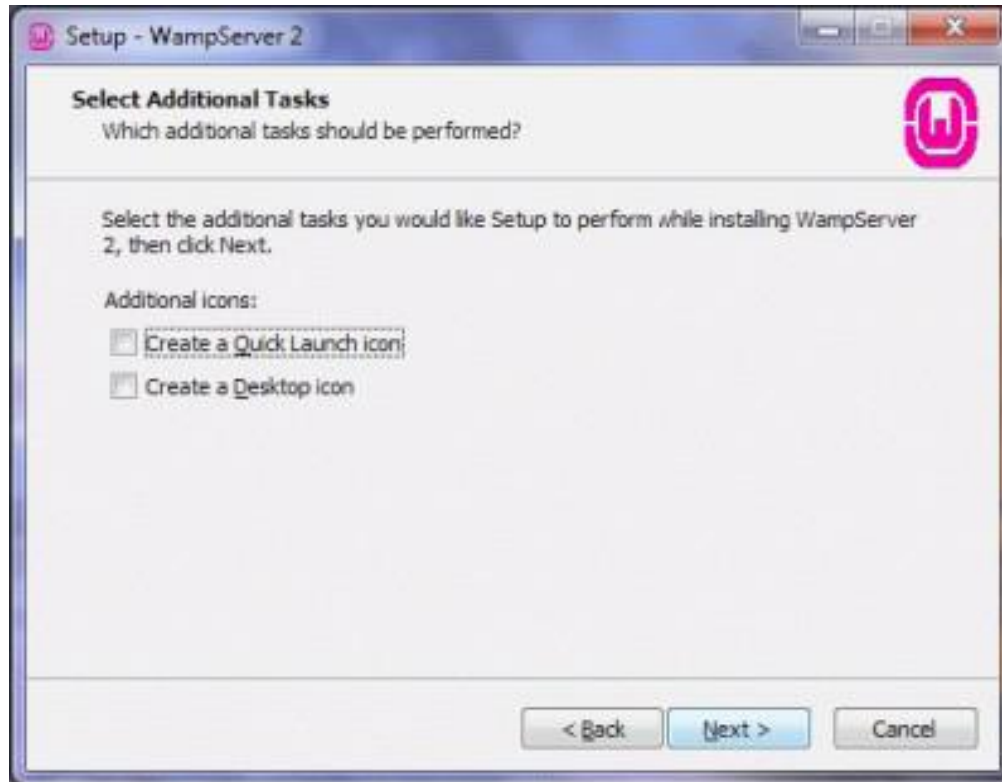 Setup - WampServer 2
Select Additional Tasks
Which additional tasks should be performed?
Select the additional tasks you would like Setup to perform while installing WampServer
2, then click Next.
Additional icons:
Create a Quick Launch icon
Create a Desktop icon
< Back
Next >
Cancel